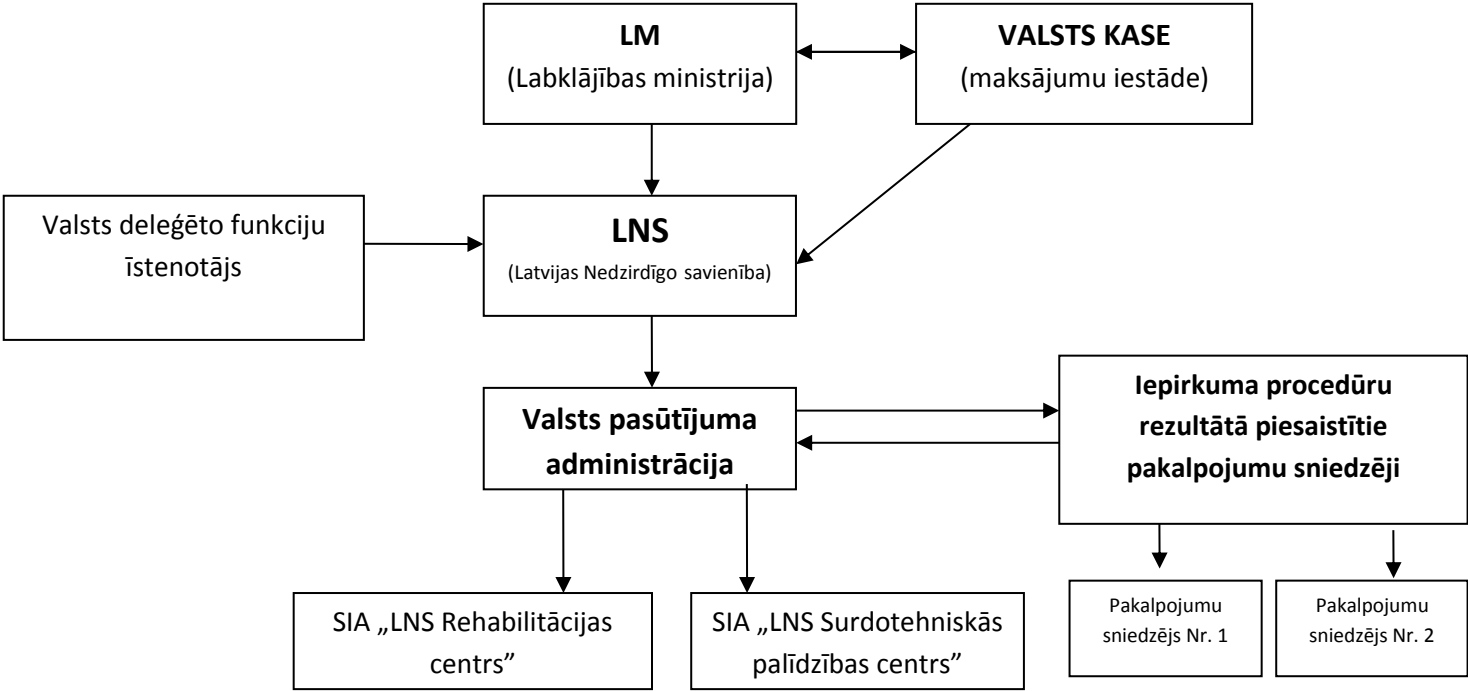 LM
(Labklājības ministrija)
VALSTS KASE
(maksājumu iestāde)
Valsts deleģēto funkciju
īstenotājs
LNS
(Latvijas Nedzirdīgo savienība)
Valsts pasūtījuma
administrācija
Iepirkuma procedūru
rezultātā piesaistītie
pakalpojumu sniedzēji
SIA „LNS Rehabilitācijas
centrs”
SIA „LNS Surdotehniskās
palīdzības centrs”
Pakalpojumu
sniedzējs Nr. 1
Pakalpojumu
sniedzējs Nr. 2